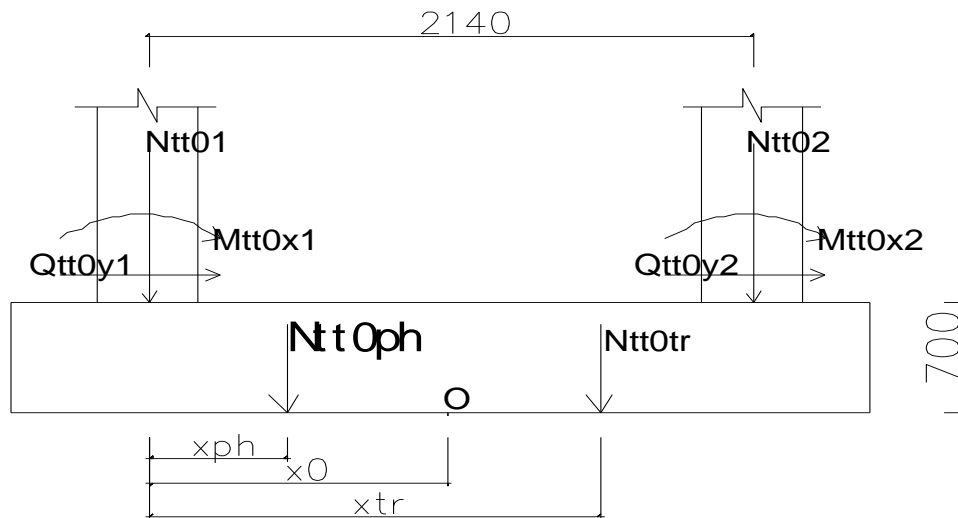 2140
Ntt01
Ntt02
Mtt0x1
Mtt0x2
Qtt0y1
Qtt0y2
Ntt0ph
Ntt0tr
700
O
xph
x0
xtr